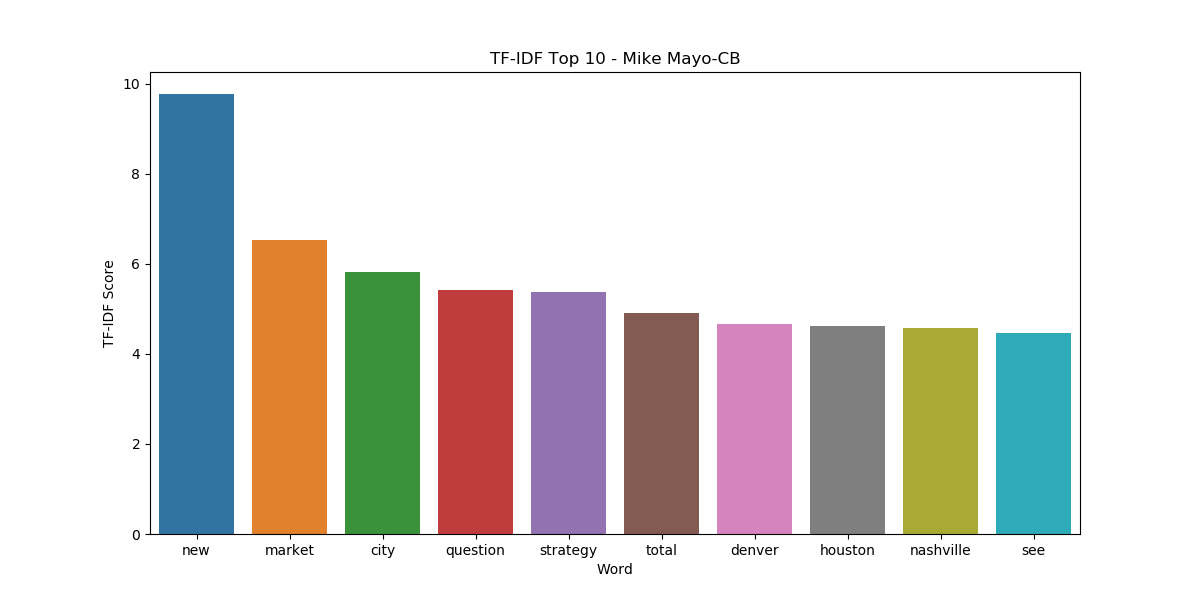 TF-IDF Top 10 - Mike Mayo-CB
10
8
6
4
2
0
TF-IDF Score
new market city question strategy total denver houston nashville see
Word